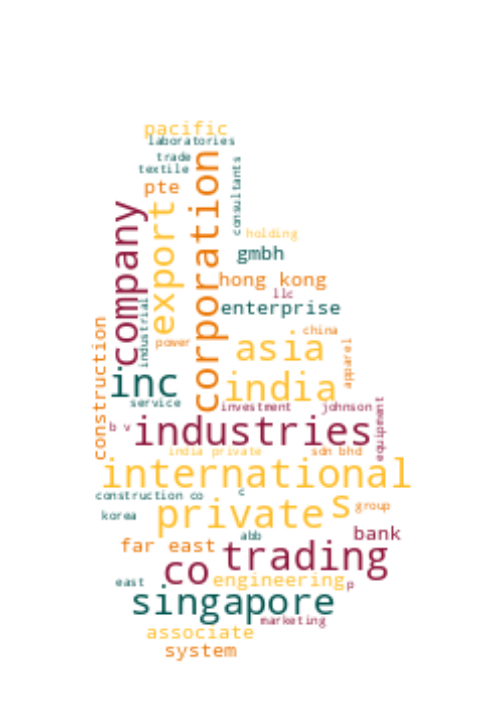 pacific
laboratories
trade
textile
pte
corporation
consultants
company
export
holding
gmbh
hong kong
llc
enterprise
industrial
construction
power
china
asia
apparel
inc
india
service
investment
johnson
equipment
b v
industries
india private
sdn bhd
international
construction co
c
private
s
group
korea
abb
bank
far east
trading
co
east
engineering
p
singapore
marketing
associate
system